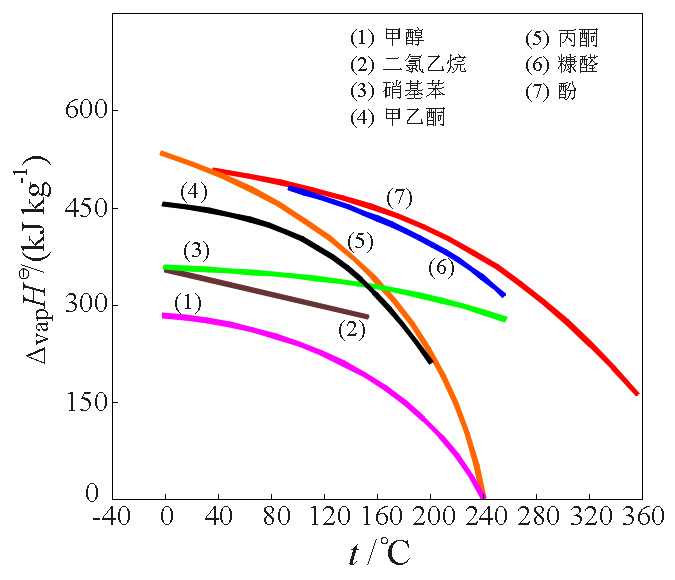 (1) 甲醇
(2) 二氯乙烷
(3) 硝基苯
(4) 甲乙酮
(5) 丙酮
(6) 糠醛
(7) 酚
600
450
300
150
0
ΔvapH⊖/(kJ kg⁻¹)
(4)
(7)
(3)
(5)
(6)
(1)
(2)
-40 0 40 80 120 160 200 240 280 320 360
t /°C